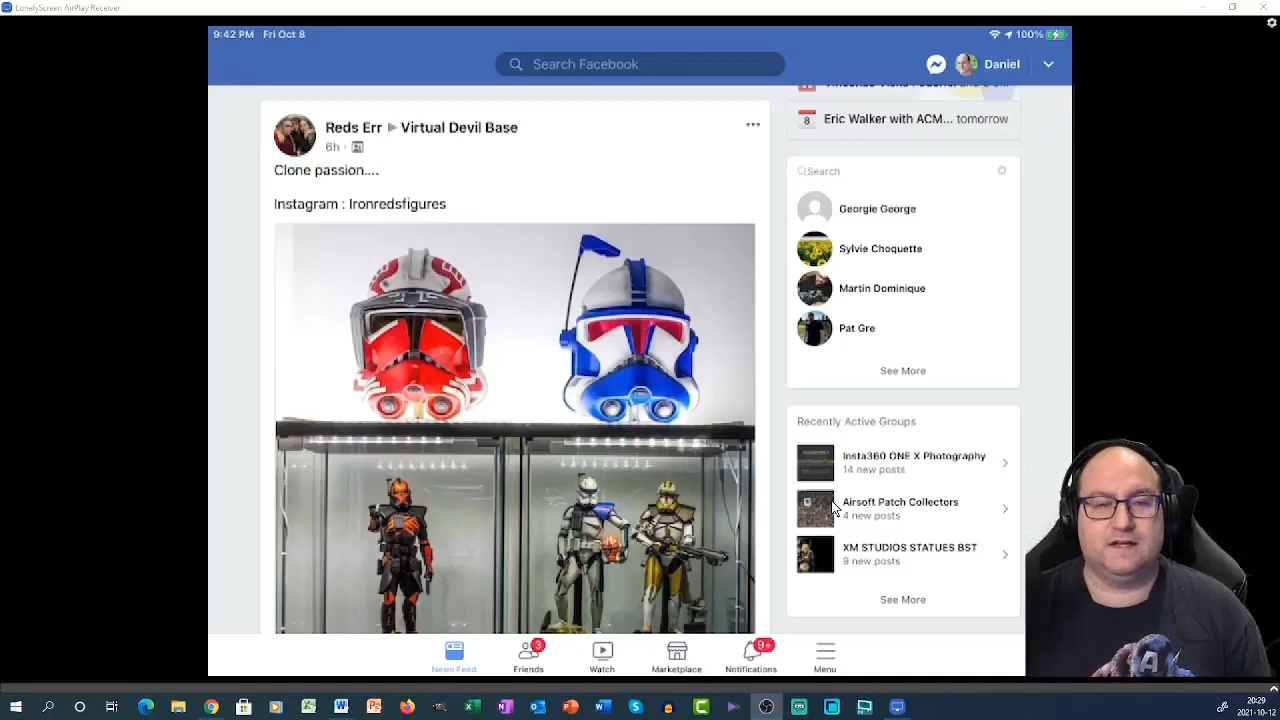 LonelyScreen AirPlay Receiver
9:42 PM Fri Oct 8
100%
Search Facebook
Daniel
Reds Err ▶ Virtual Devil Base
6h ·
Clone passion....
Instagram : Ironredsfigures
8 Eric Walker with ACM... tomorrow
Search
Georgie George
Sylvie Choquette
Martin Dominique
Pat Gre
See More
Recently Active Groups
Insta360 ONE X Photography
14 new posts
Airsoft Patch Collectors
4 new posts
XM STUDIOS STATUES BST
9 new posts
See More
3
9+
News Feed
Friends
Watch
Marketplace
Notifications
Menu
20:29
2021-10-12